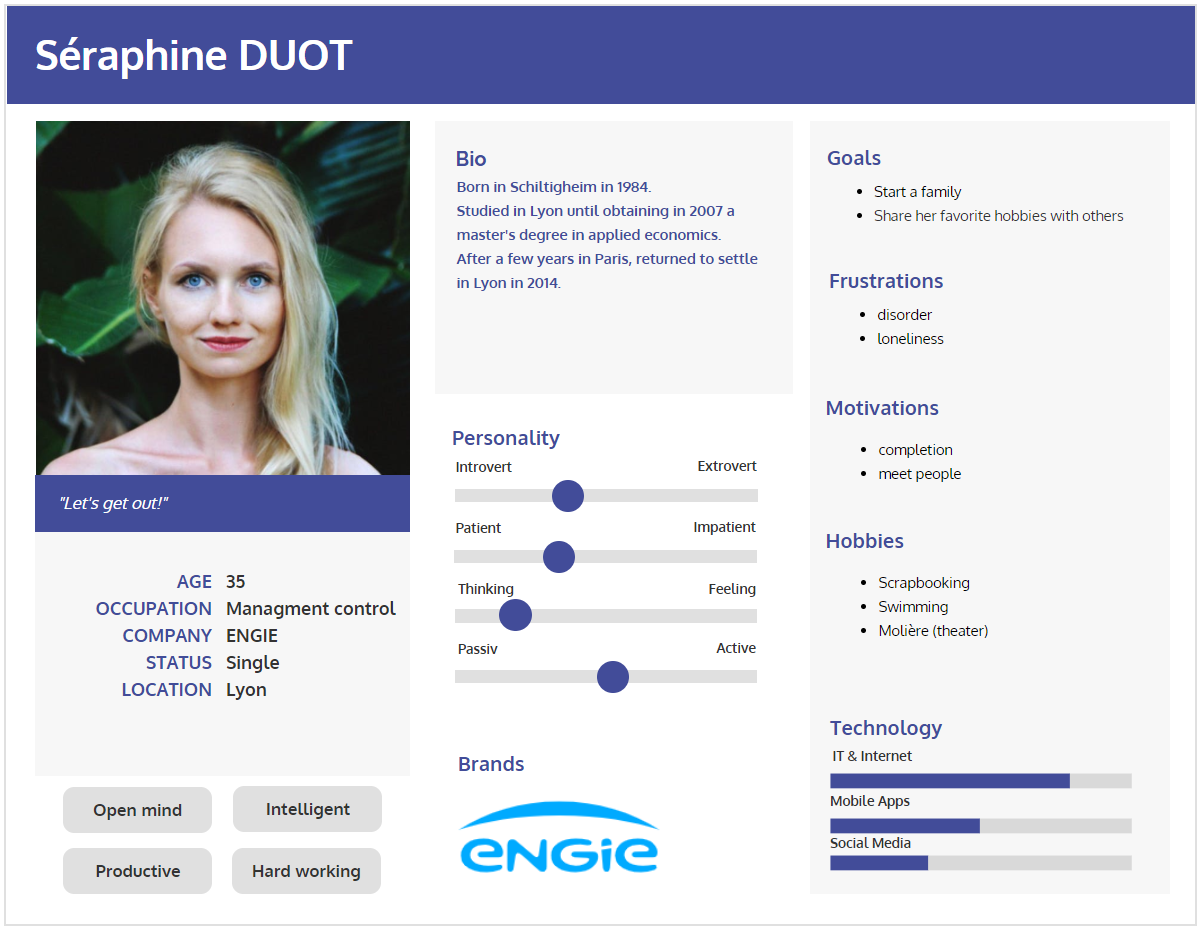 Séraphine DUOT
"Let's get out!"
AGE 35
OCCUPATION Managment control
COMPANY ENGIE
STATUS Single
LOCATION Lyon
Open mind
Intelligent
Productive
Hard working
Bio
Born in Schiltigheim in 1984.
Studied in Lyon until obtaining in 2007 a
master's degree in applied economics.
After a few years in Paris, returned to settle
in Lyon in 2014.
Personality
Introvert Extrovert
Patient Impatient
Thinking Feeling
Passiv Active
Brands
ENGIE
Goals
Start a family
Share her favorite hobbies with others
Frustrations
disorder
loneliness
Motivations
completion
meet people
Hobbies
Scrapbooking
Swimming
Molière (theater)
Technology
IT & Internet
Mobile Apps
Social Media